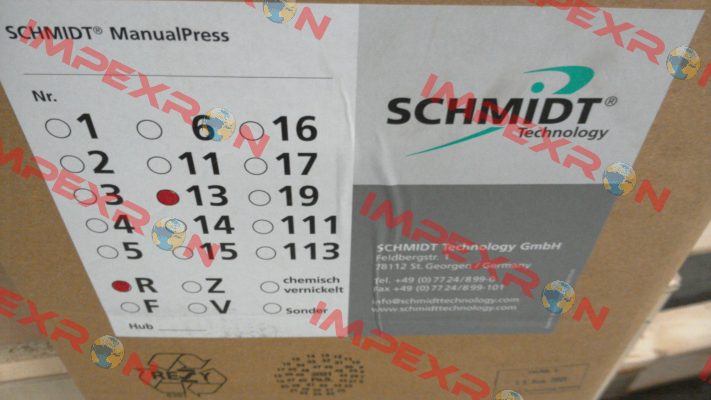 SCHMIDT® ManualPress
Nr.
1 6 16
2 11 17
3 13 19
4 14 111
5 15 113
R Z chemisch vernickelt
F V Sonder
Hub
SCHMIDT®
Technology
SCHMIDT Technology GmbH
Feldbergstr. 1
78112 St. Georgen / Germany
Tel. +49 (0) 77 24 / 8 99-0
Fax +49 (0) 77 24 / 8 99-101
info@schmidttechnology.com
www.schmidttechnology.com
REZY
IMPEXRON
IMPEXRON
IMPEXRON
IMPEXRON
IMPEXRON
IMPEXRON